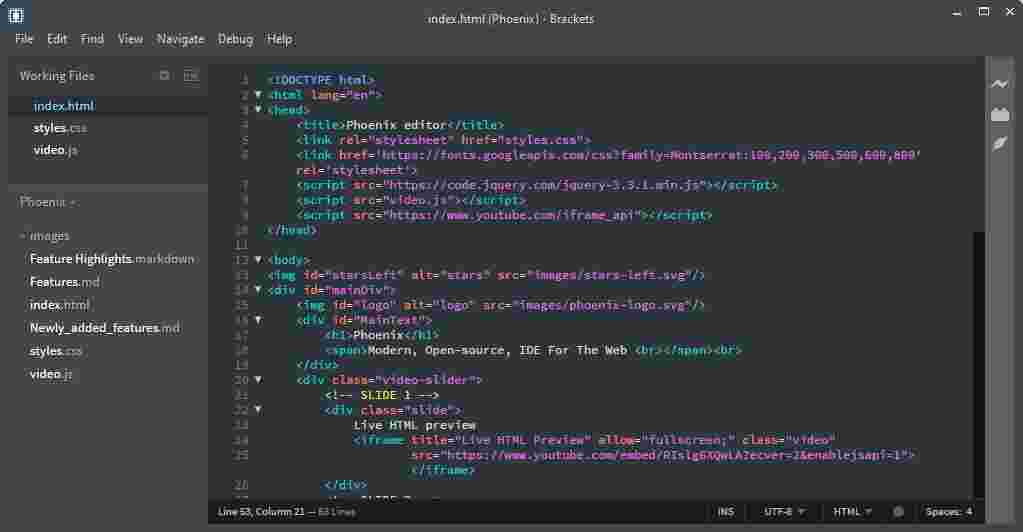 index.html (Phoenix) - Brackets
File Edit Find View Navigate Debug Help
Working Files
index.html
styles.css
video.js
Phoenix
images
Feature Highlights.markdown
Features.md
index.html
Newly_added_features.md
styles.css
video.js
1 <!DOCTYPE html>
2 <html lang="en">
3 <head>
4 <title>Phoenix editor</title>
5 <link rel="stylesheet" href="styles.css">
6 <link href='https://fonts.googleapis.com/css?family=Montserrat:100,200,300,500,600,800'
rel='stylesheet'>
7 <script src="https://code.jquery.com/jquery-3.3.1.min.js"></script>
8 <script src="video.js"></script>
9 <script src="https://www.youtube.com/iframe_api"></script>
10 </head>
11
12 <body>
13 <img id="starsLeft" alt="stars" src="images/stars-left.svg"/>
14 <div id="mainDiv">
15 <img id="logo" alt="logo" src="images/phoenix-logo.svg"/>
16 <div id="MainText">
17 <h1>Phoenix</h1>
18 <span>Modern, Open-source, IDE For The Web <br></span><br>
19 </div>
20 <div class="video-slider">
21 <!-- SLIDE 1 -->
22 <div class="slide">
23 Live HTML preview
24 <iframe title="Live HTML Preview" allow="fullscreen;" class="video"
25 src="https://www.youtube.com/embed/
</iframe>
26 </div>
Line 53, Column 21 — 63 Lines
INS UTF-8 HTML Spaces: 4